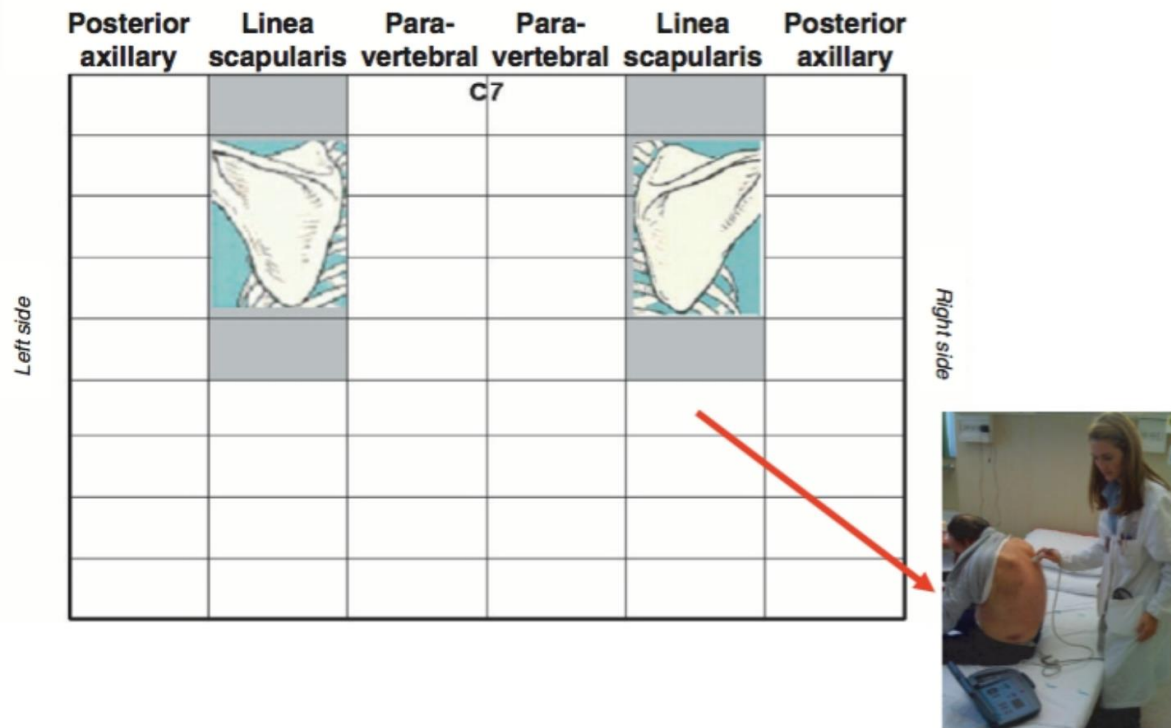 Posterior axillary
Linea scapularis
Para-vertebral
Para-vertebral
Linea scapularis
Posterior axillary
C7
Left side
Right side